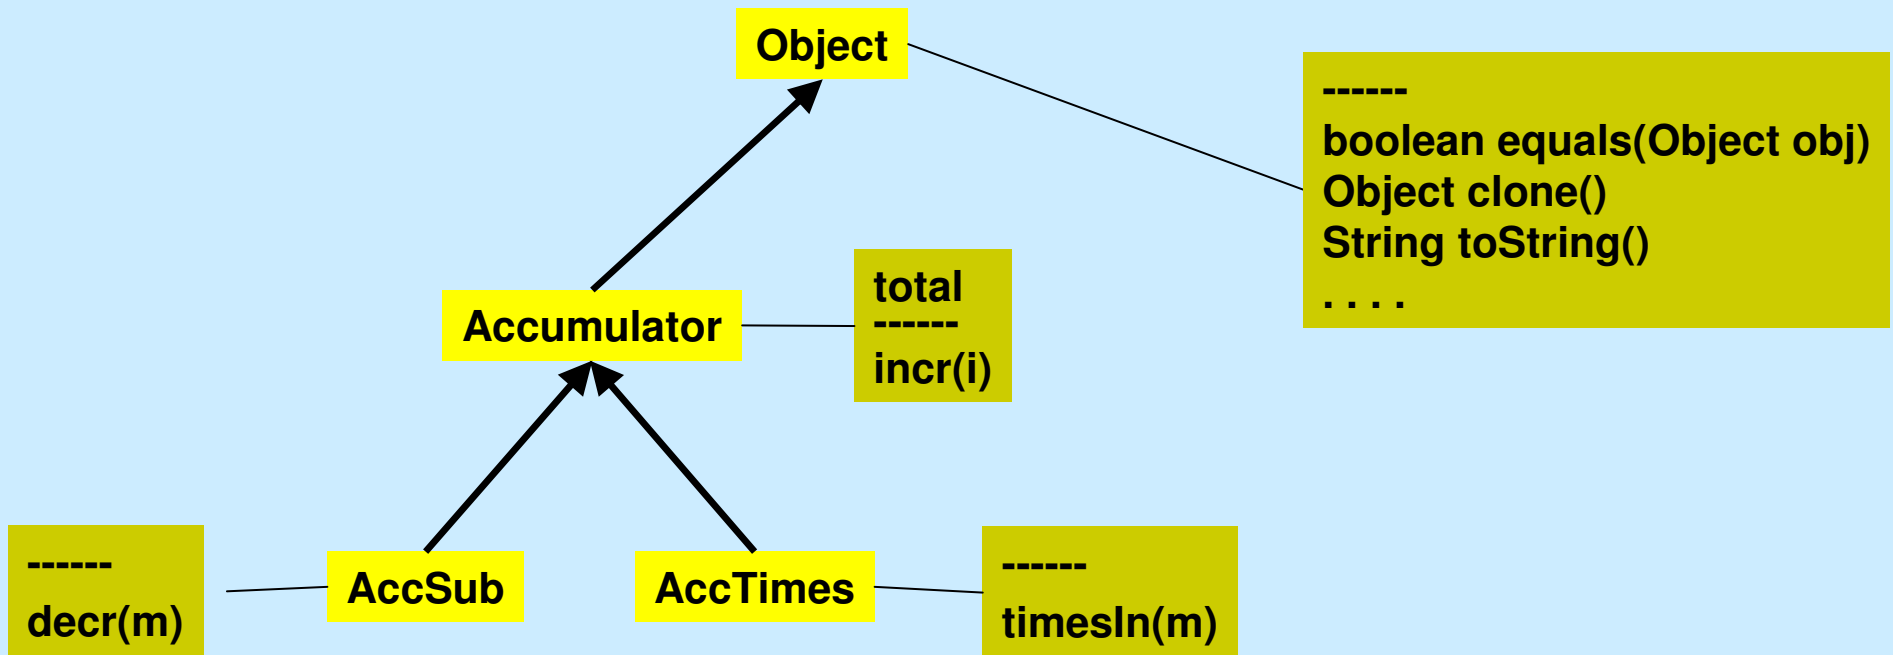 Object
------
boolean equals(Object obj)
Object clone()
String toString()
. . . .
Accumulator
total
------
incr(i)
------
decr(m)
AccSub
AccTimes
------
timesIn(m)